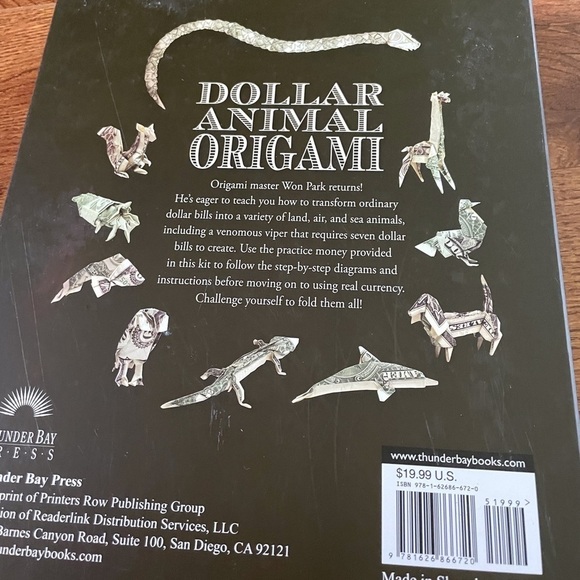 DOLLAR
ANIMAL
ORIGAMI
Origami master Won Park returns!
He's eager to teach you how to transform ordinary
dollar bills into a variety of land, air, and sea animals,
including a venomous viper that requires seven dollar
bills to create. Use the practice money provided
in this kit to follow the step-by-step diagrams and
instructions before moving on to using real currency.
Challenge yourself to fold them all!
UNDER BAY
R·E·S·S
nder Bay Press
print of Printers Row Publishing Group
ion of Readerlink Distribution Services, LLC
Barnes Canyon Road, Suite 100, San Diego, CA 92121
underbaybooks.com
www.thunderbaybooks.com
$19.99 U.S.
ISBN 978-1-62686-672-0
51999>
9 781626 866720
Made in